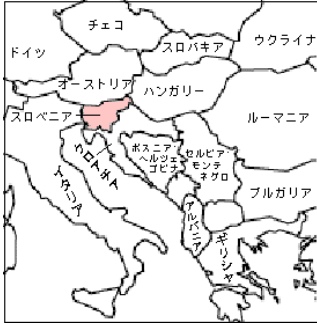 チェコ
ドイツ
スロバキア
ウクライナ
オーストリア
ハンガリー
スロベニア
ルーマニア
クロアチア
ボスニア・
ヘルツェ
ゴビナ
セルビア・
モンテ
ネグロ
イタリア
ブルガリア
アルバニア
ギリシャ